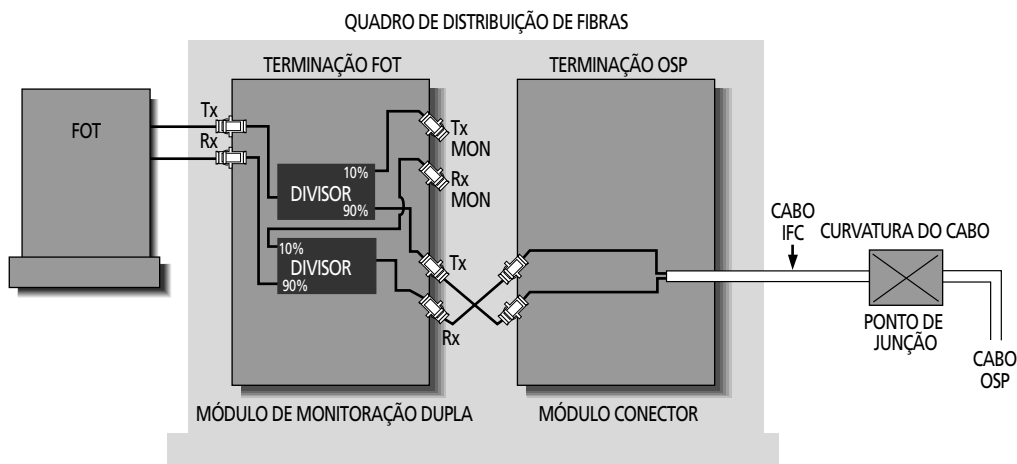 QUADRO DE DISTRIBUIÇÃO DE FIBRAS
TERMINAÇÃO FOT
TERMINAÇÃO OSP
FOT
Tx
Rx
Tx
MON
Rx
MON
10%
DIVISOR
90%
10%
DIVISOR
90%
Tx
Rx
CABO
IFC
CURVATURA DO CABO
PONTO DE
JUNÇÃO
CABO
OSP
MÓDULO DE MONITORAÇÃO DUPLA
MÓDULO CONECTOR